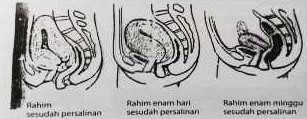 Rahim
sesudah persalinan
Rahim enam hari
sesudah persalinan
Rahim enam minggu
sesudah persalinan